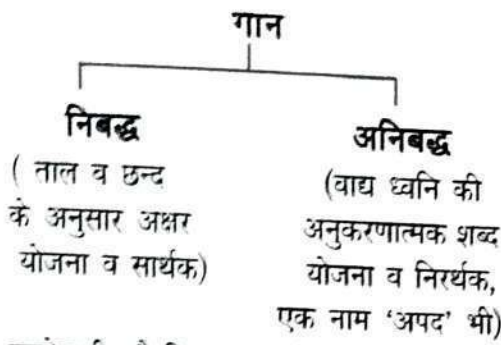 गान
निबद्ध
( ताल व छन्द
के अनुसार अक्षर
योजना व सार्थक)
अनिबद्ध
(वाद्य ध्वनि की
अनुकरणात्मक शब्द
योजना व निरर्थक,
एक नाम ‘अपद’ भी)